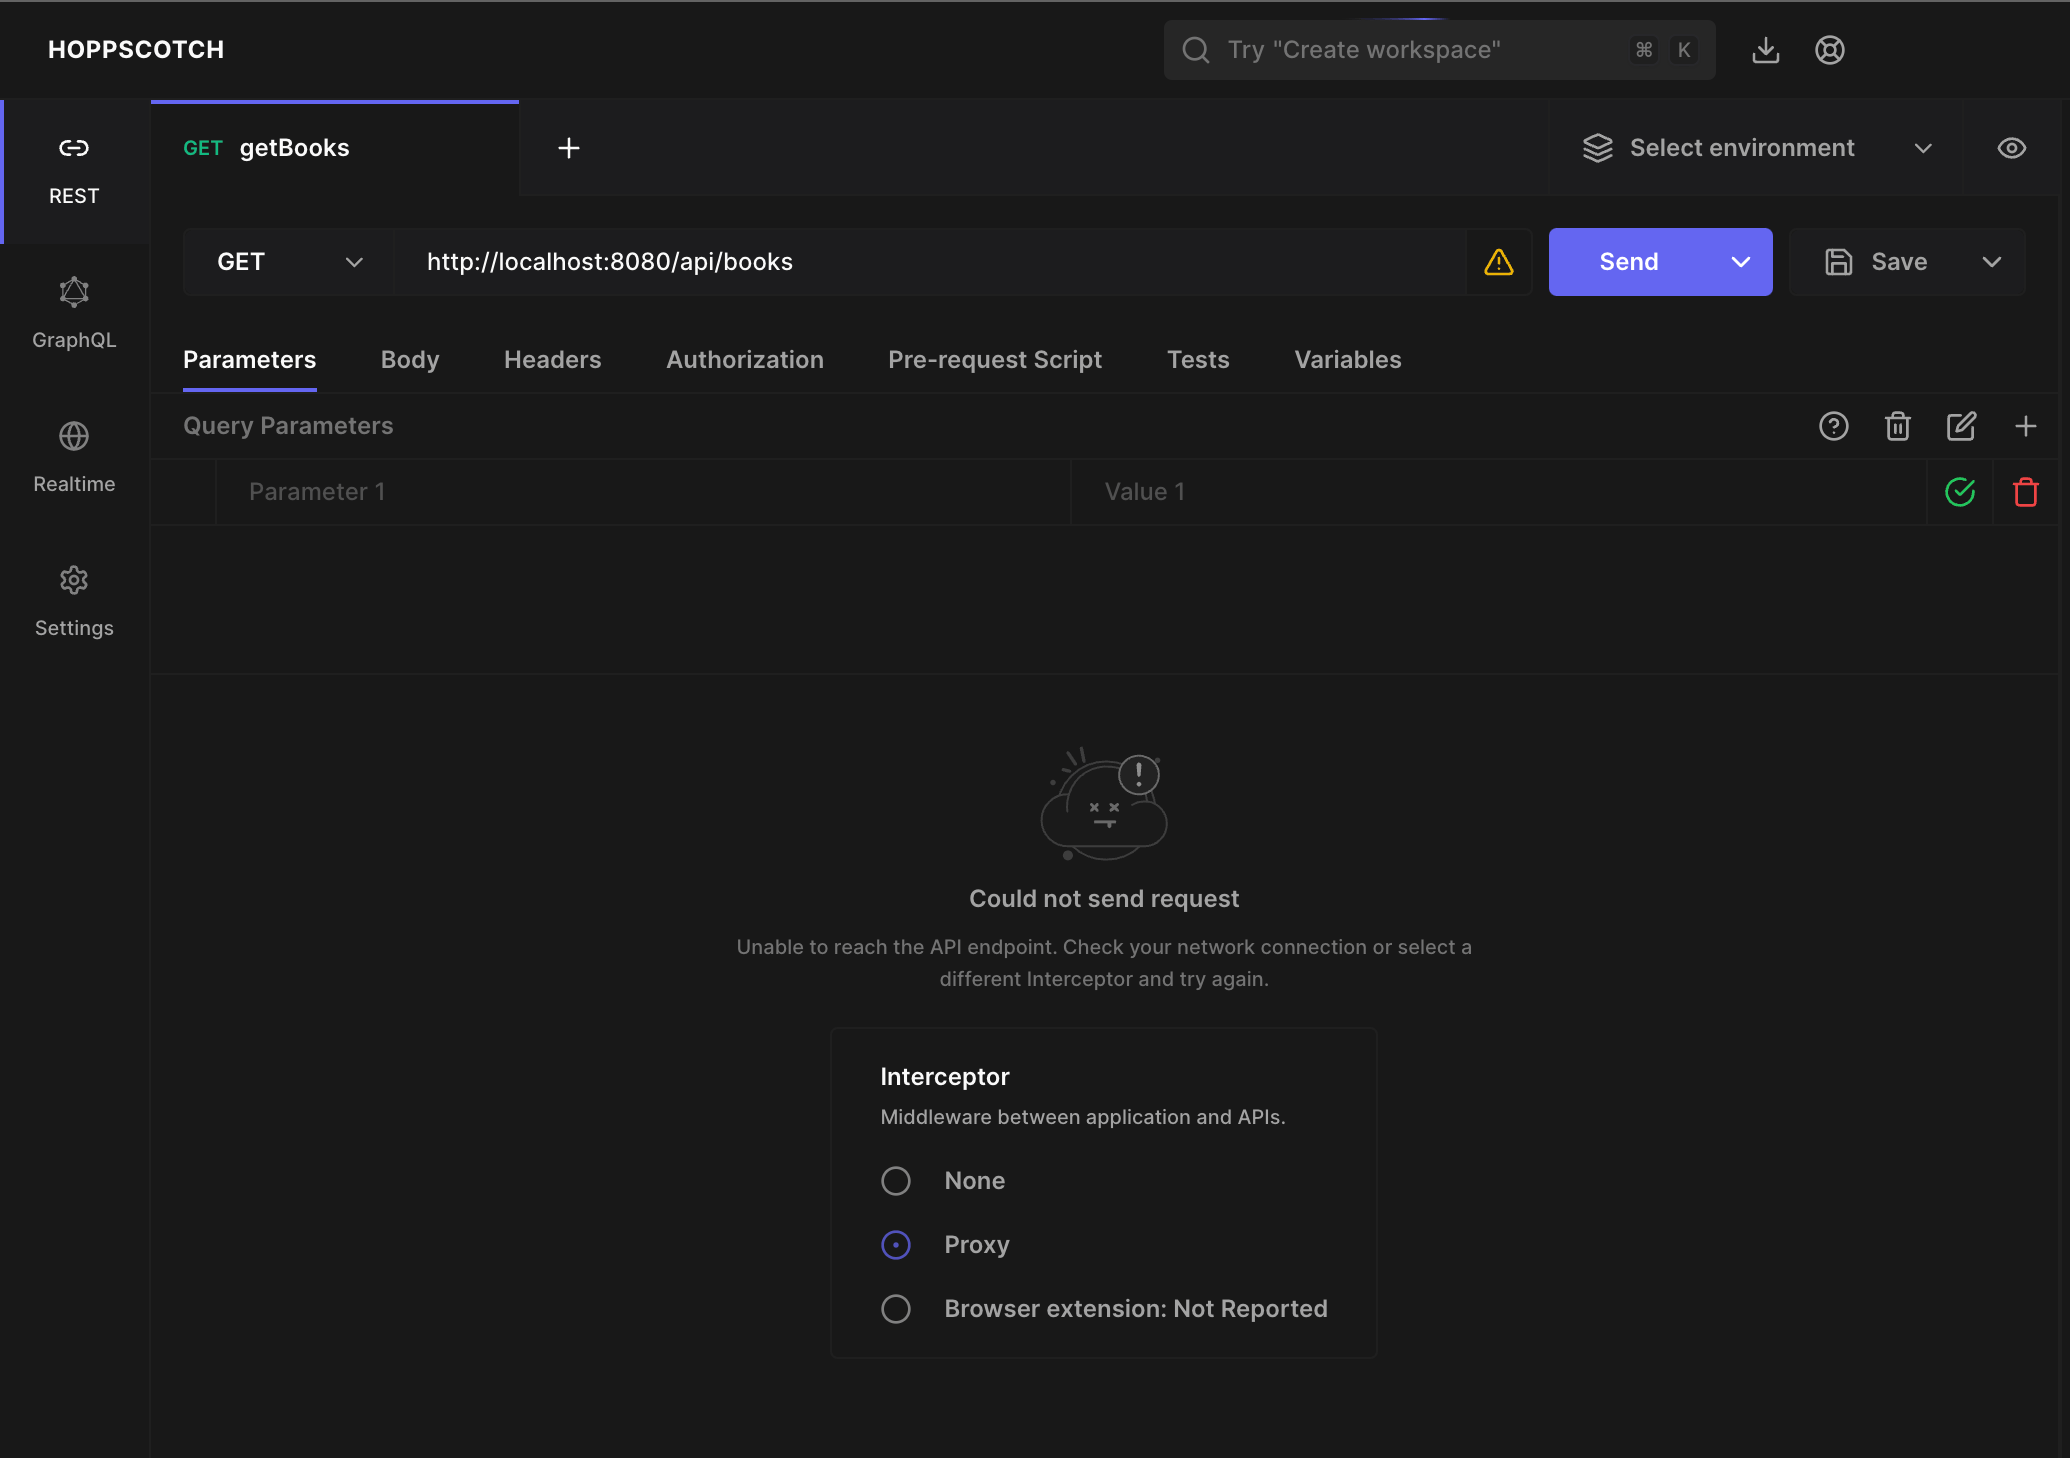 HOPPSCOTCH
Try "Create workspace"
⌘ K
REST
GET getBooks
Select environment
GET
http://localhost:8080/api/books
Send
Save
GraphQL
Parameters
Body
Headers
Authorization
Pre-request Script
Tests
Variables
Query Parameters
Realtime
Parameter 1
Value 1
Settings
Could not send request
Unable to reach the API endpoint. Check your network connection or select a
different Interceptor and try again.
Interceptor
Middleware between application and APIs.
None
Proxy
Browser extension: Not Reported